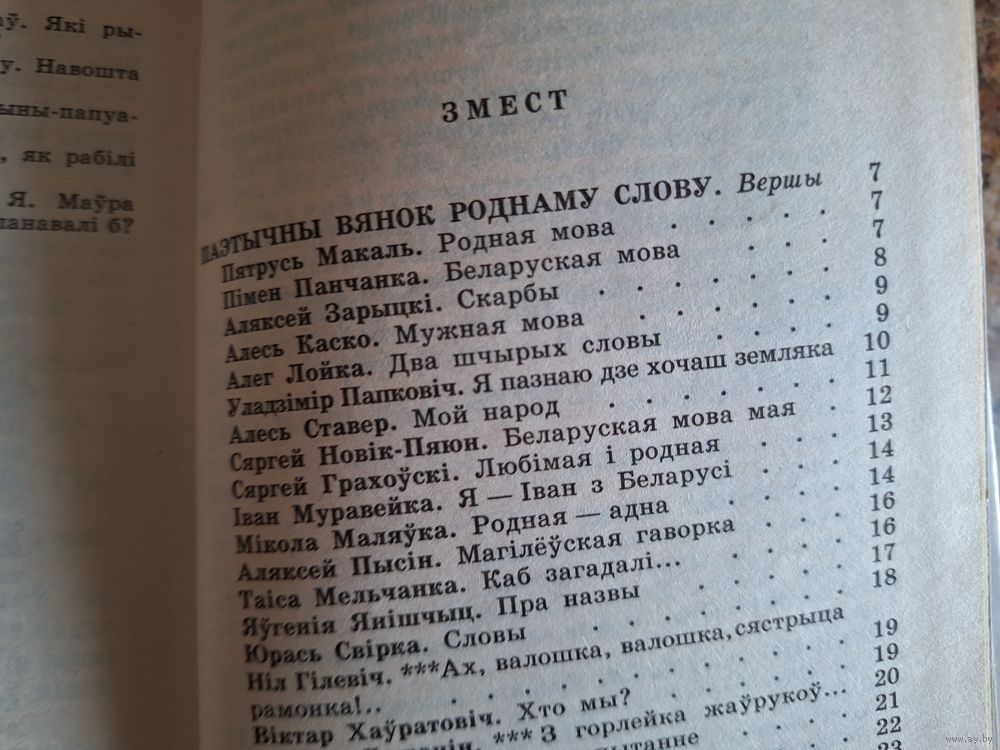 аў. Які ры-
у. Навошта
ыны-папуа-
, як рабілі
Я. Маўра
анавалі б?
ЗМЕСТ
ПАЭТЫЧНЫ ВЯНОК РОДНАМУ СЛОВУ. Вершы 7
Пятрусь Макаль. Родная мова . . . . . 7
Пімен Панчанка. Беларуская мова . . . 7
Аляксей Зарыцкі. Скарбы . . . . . . 8
Алесь Каско. Мужная мова . . . . . 9
Алег Лойка. Два шчырых словы . . . . 9
Уладзімір Папковіч. Я пазнаю дзе хочаш земляка 10
Алесь Ставер. Мой народ . . . . . . 11
Сяргей Новік-Пяюн. Беларуская мова мая . 12
Сяргей Грахоўскі. Любімая і родная . . . 13
Іван Муравейка. Я — Іван з Беларусі . . . 14
Мікола Маляўка. Родная — адна . . . . 14
Аляксей Пысін. Магілёўская гаворка . . . 16
Таіса Мельчанка. Каб загадалі... . . . . 16
Яўгенія Янішчыц. Пра назвы . . . . . 17
Юрась Свірка. Словы . . . . . . . 18
Ніл Гілевіч. ***Ах, валошка, валошка, сястрыца
рамонка!.. . . . . . . . . . 19
Віктар Хаўратовіч. Хто мы? . . . . . 19
*** З горлейка жаўрукоў... 20
21
22